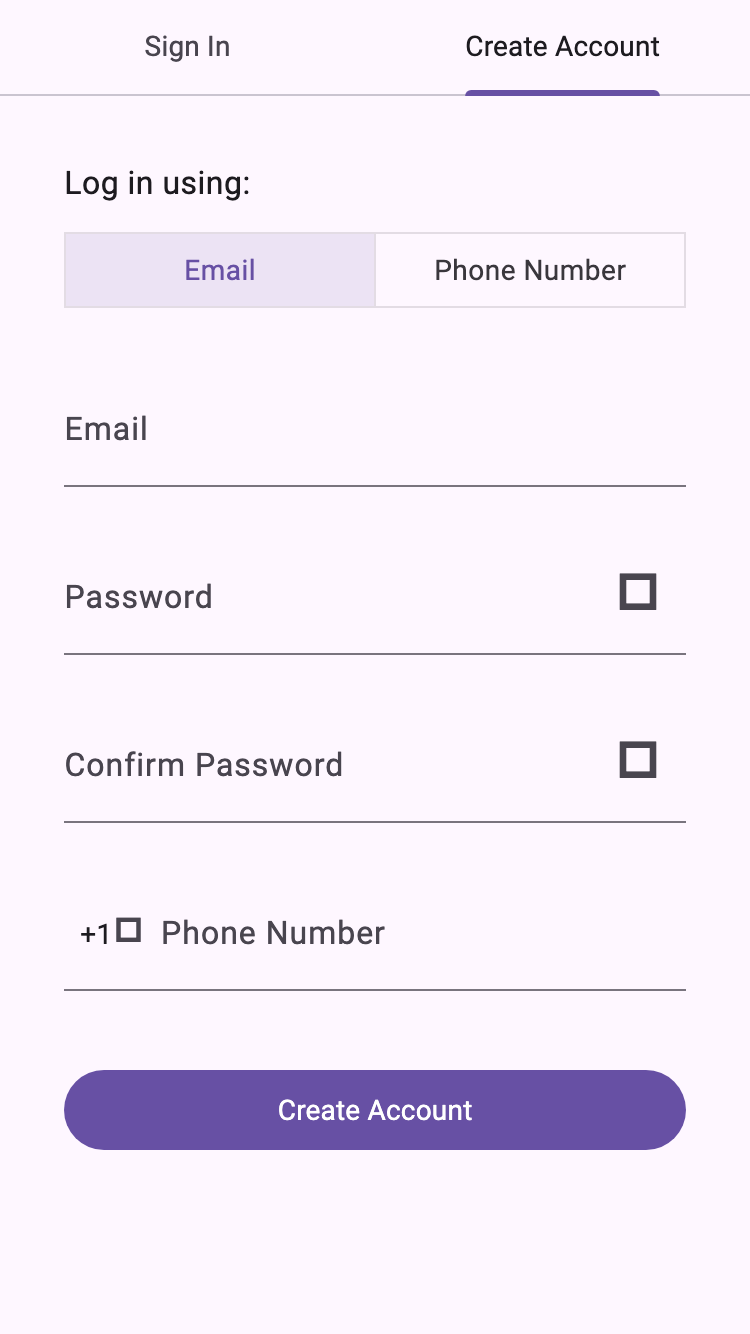 Sign In
Create Account
Log in using:
Email
Phone Number
Email
Password
Confirm Password
+1 Phone Number
Create Account